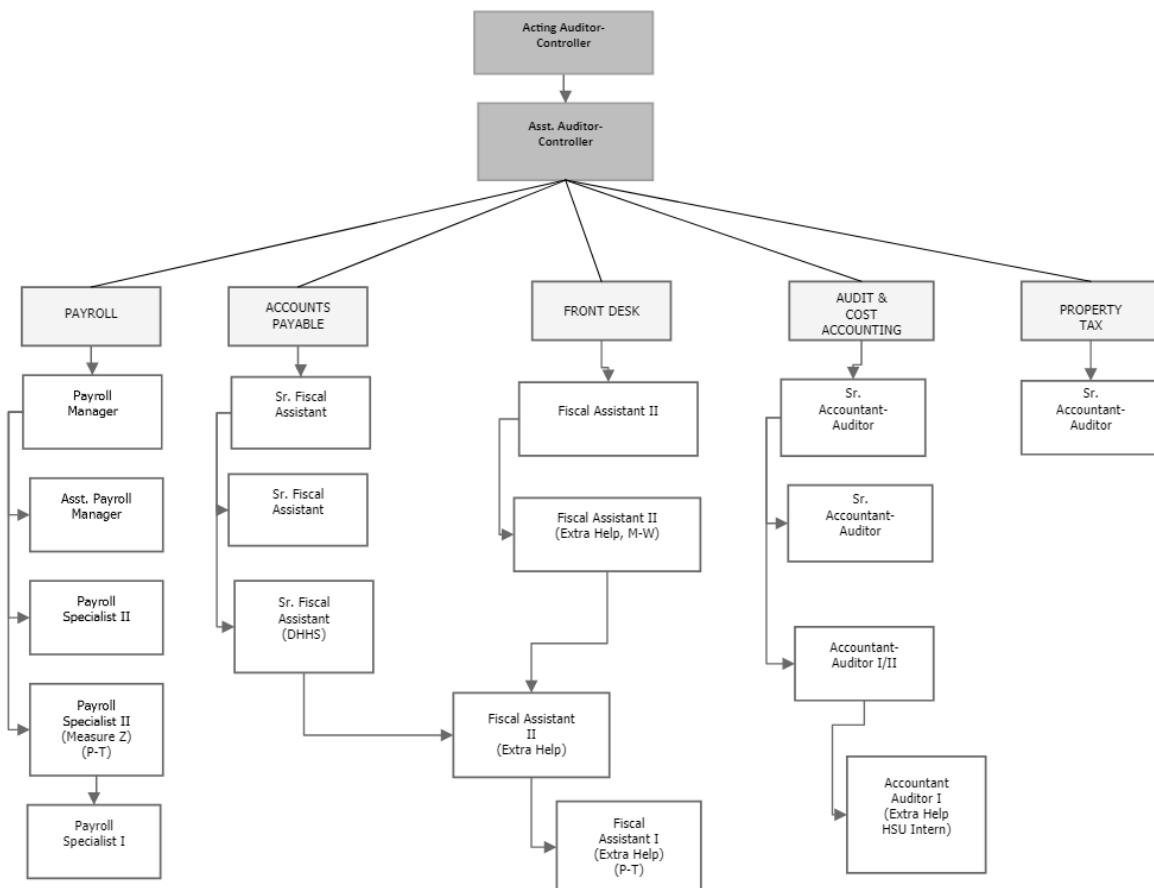 Acting Auditor-
Controller
Asst. Auditor-
Controller
PAYROLL
ACCOUNTS
PAYABLE
FRONT DESK
AUDIT &
COST
ACCOUNTING
PROPERTY
TAX
Payroll
Manager
Sr. Fiscal
Assistant
Fiscal Assistant II
Sr.
Accountant-
Auditor
Sr.
Accountant-
Auditor
Asst. Payroll
Manager
Sr. Fiscal
Assistant
Fiscal Assistant II
(Extra Help, M-W)
Sr.
Accountant-
Auditor
Payroll
Specialist II
Sr. Fiscal
Assistant
(DHHS)
Accountant-
Auditor I/II
Payroll
Specialist II
(Measure Z)
(P-T)
Fiscal Assistant
II
(Extra Help)
Accountant
Auditor I
(Extra Help
HSU Intern)
Payroll
Specialist I
Fiscal
Assistant I
(Extra Help)
(P-T)